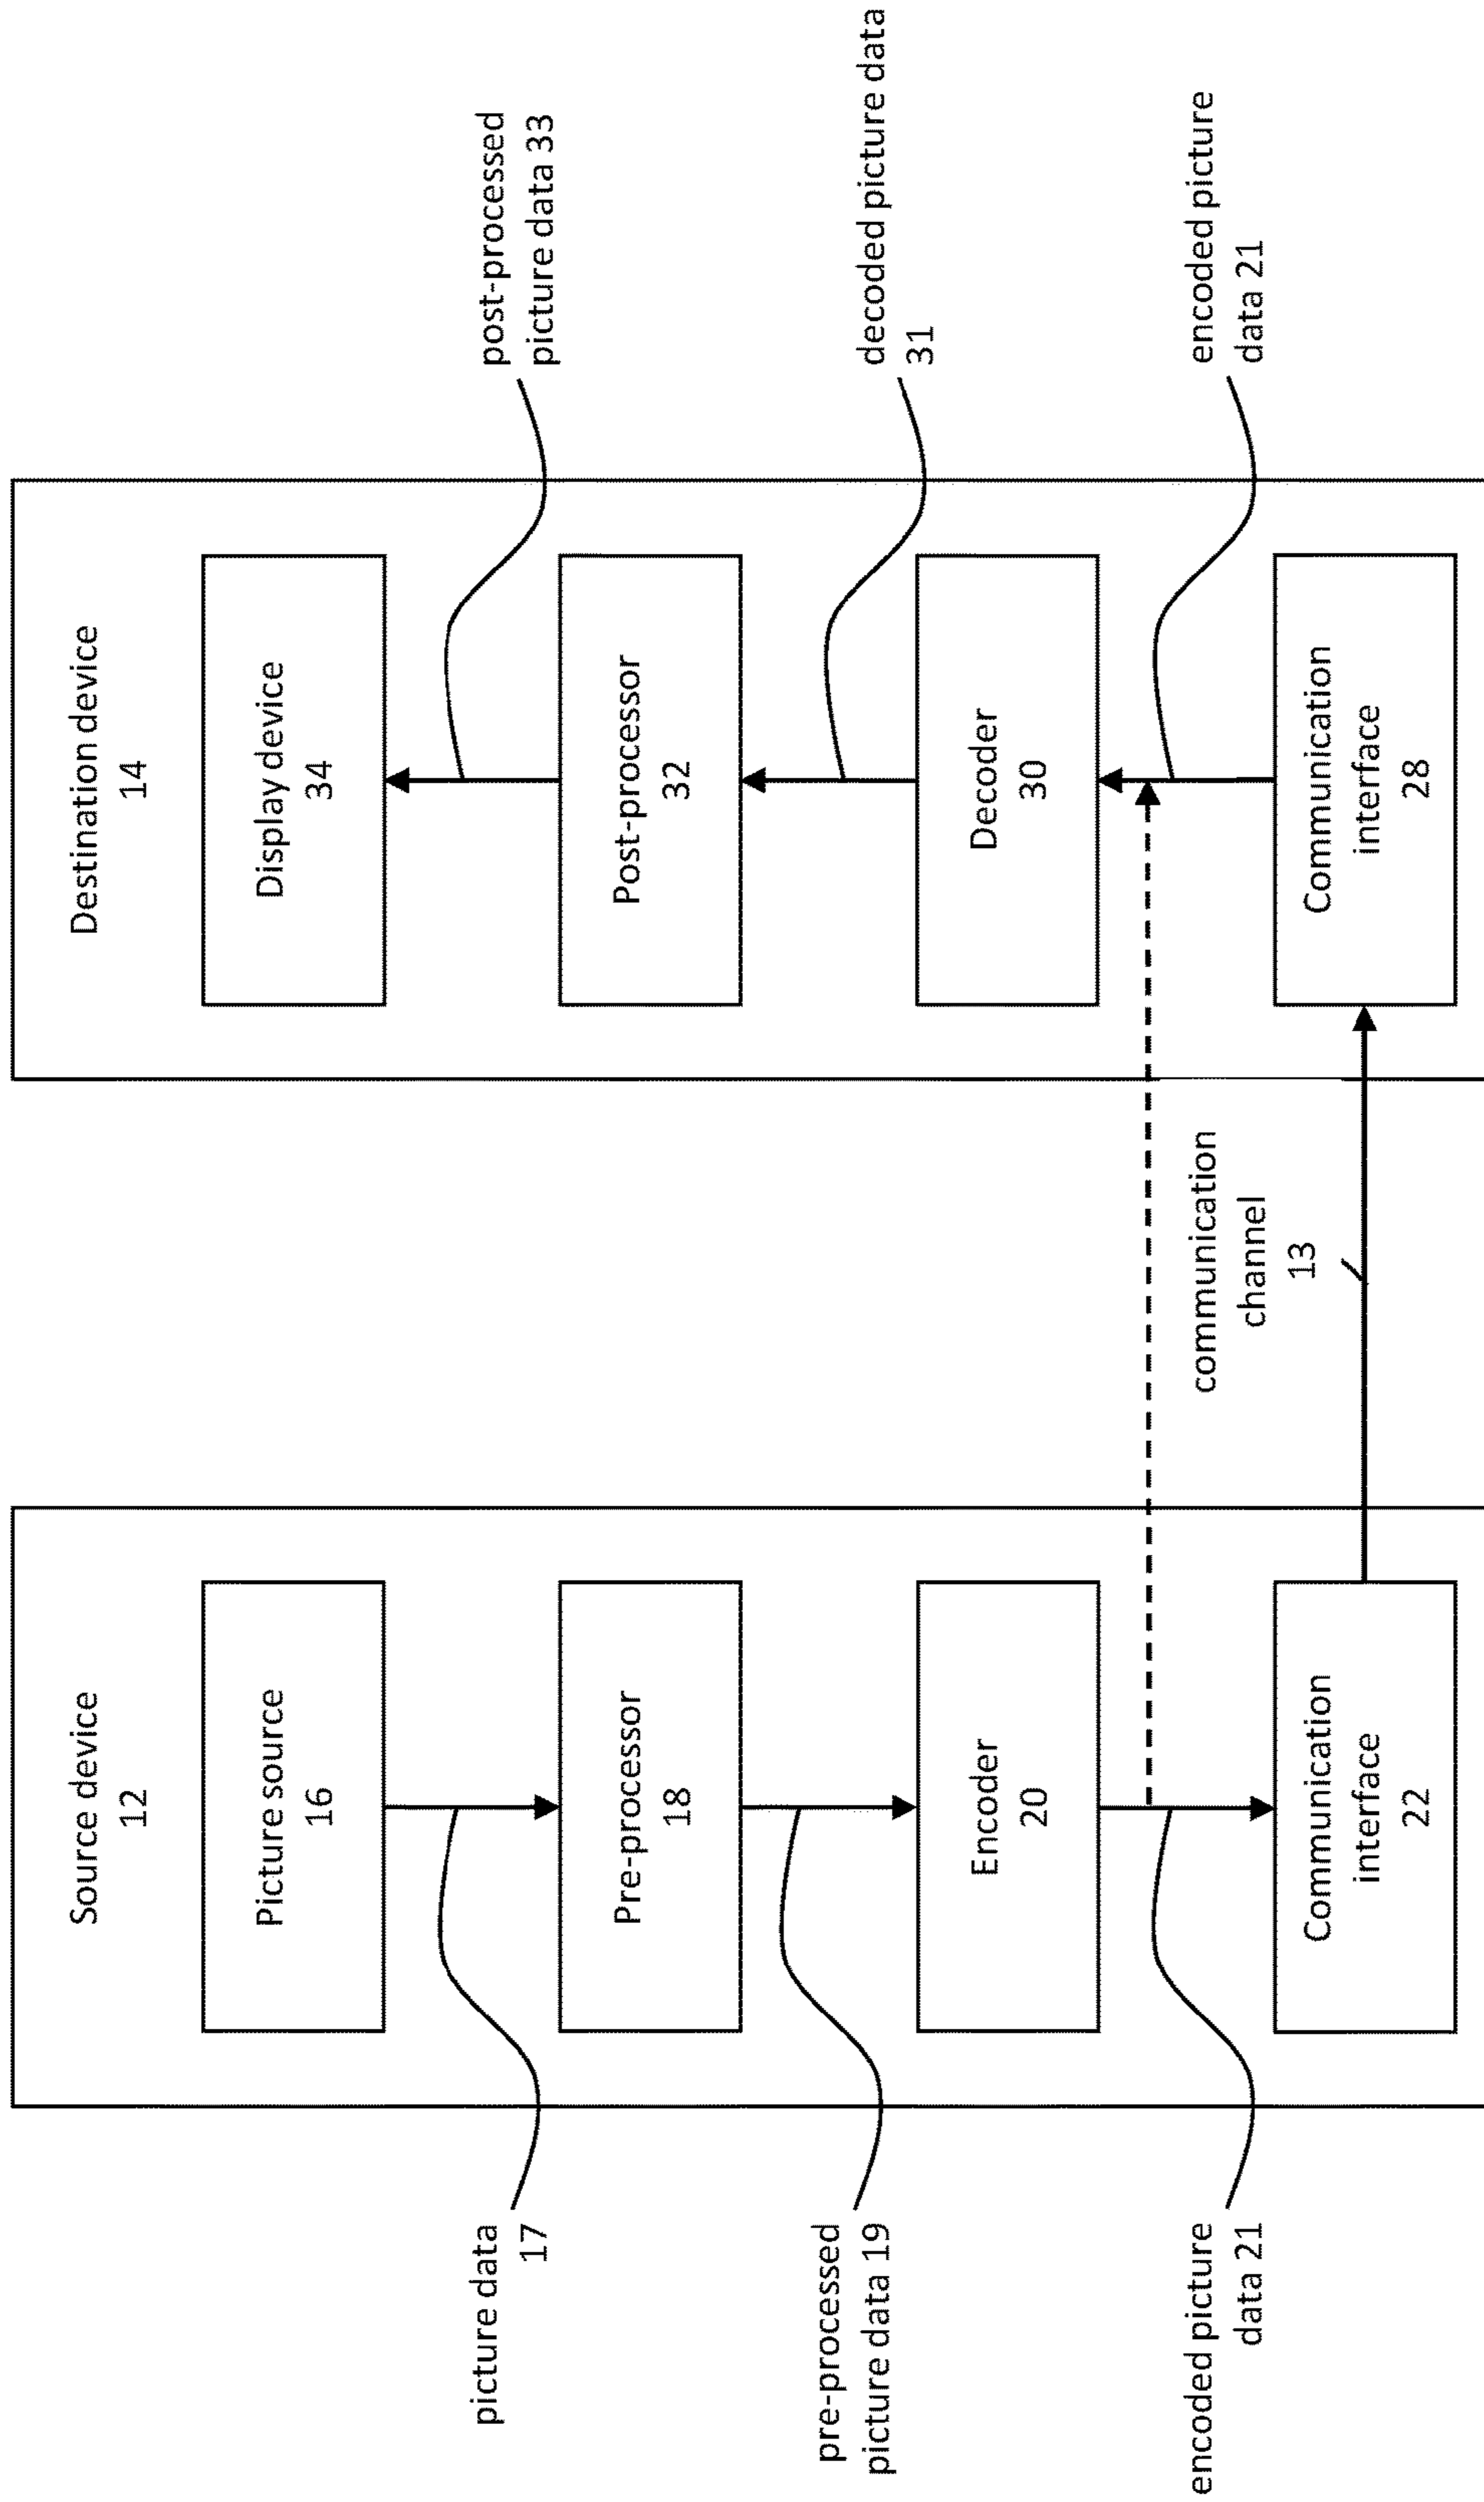 Source device
12
Picture source
16
picture data
17
Pre-processor
18
pre-processed
picture data 19
Encoder
20
encoded picture
data 21
Communication
interface
22
communication
channel
13
Destination device
14
Display device
34
post-processed
picture data 33
Post-processor
32
decoded picture data
31
Decoder
30
encoded picture
data 21
Communication
interface
28